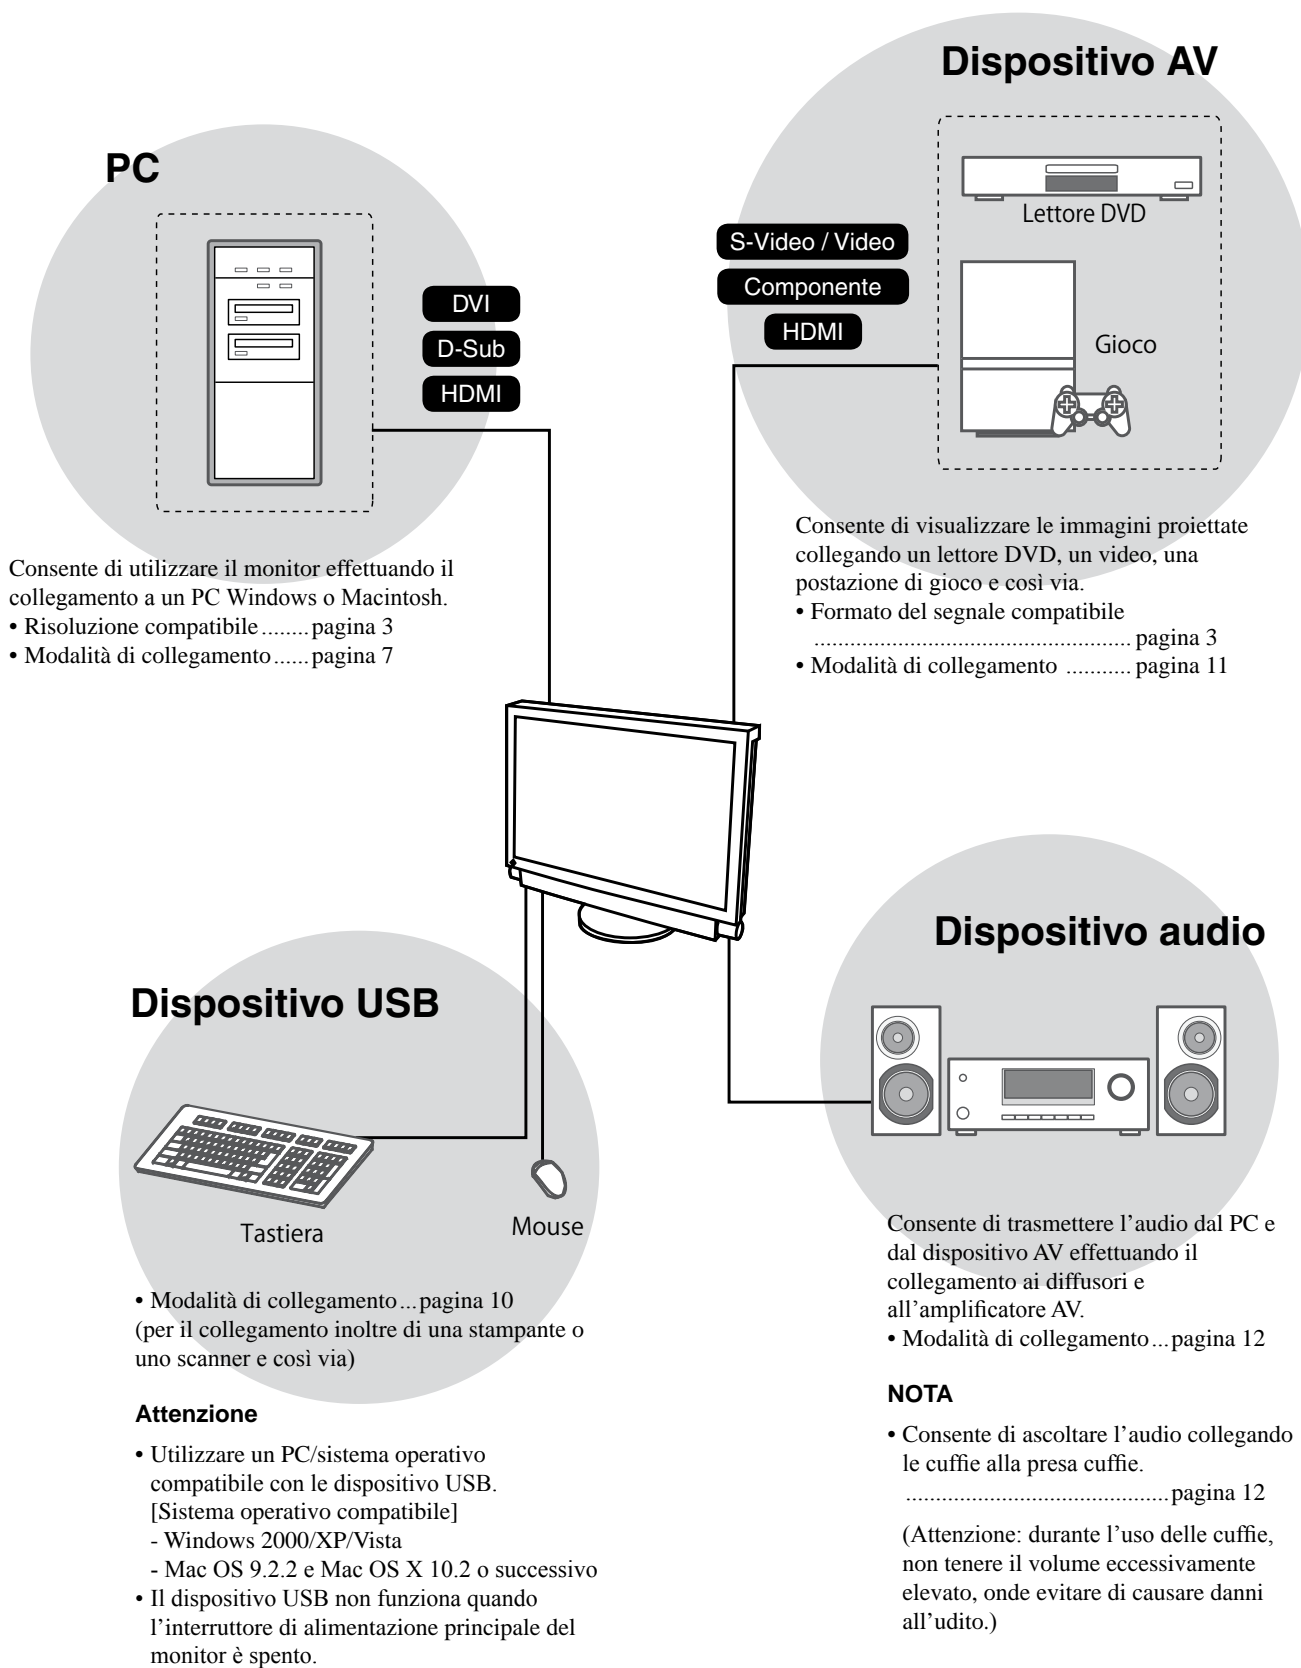 PC
DVI
D-Sub
HDMI
Consente di utilizzare il monitor effettuando il
collegamento a un PC Windows o Macintosh.
• Risoluzione compatibile........pagina 3
• Modalità di collegamento......pagina 7
Dispositivo AV
Lettore DVD
S-Video / Video
Componente
HDMI
Gioco
Consente di visualizzare le immagini proiettate
collegando un lettore DVD, un video, una
postazione di gioco e così via.
• Formato del segnale compatibile
...................................................... pagina 3
• Modalità di collegamento ........... pagina 11
Dispositivo USB
Tastiera
Mouse
• Modalità di collegamento...pagina 10
(per il collegamento inoltre di una stampante o
uno scanner e così via)
Attenzione
• Utilizzare un PC/sistema operativo
compatibile con le dispositivo USB.
[Sistema operativo compatibile]
- Windows 2000/XP/Vista
- Mac OS 9.2.2 e Mac OS X 10.2 o successivo
• Il dispositivo USB non funziona quando
l’interruttore di alimentazione principale del
monitor è spento.
Dispositivo audio
Consente di trasmettere l’audio dal PC e
dal dispositivo AV effettuando il
collegamento ai diffusori e
all’amplificatore AV.
• Modalità di collegamento...pagina 12
NOTA
• Consente di ascoltare l’audio collegando
le cuffie alla presa cuffie.
.............................................pagina 12
(Attenzione: durante l’uso delle cuffie,
non tenere il volume eccessivamente
elevato, onde evitare di causare danni
all’udito.)